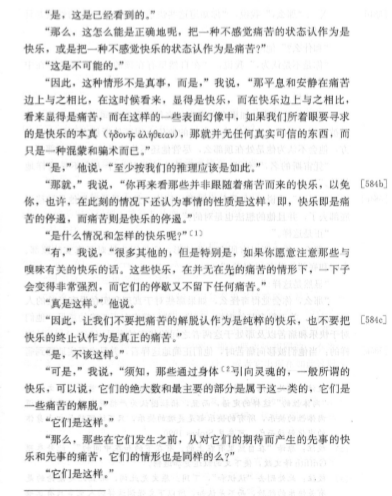 “是，这是已经看到的。”
“那么，这怎么能是正确地呢，把一种不感觉痛苦的状态认作为是
快乐，或是把一种不感觉快乐的状态认作为是痛苦？”
“这是不可能的。”
“因此，这种情形不是真事，而是，”我说，“那平息和安静在痛苦
边上与之相比，在这时候看来，显得是快乐，而在快乐边上与之相比，
看来显得是痛苦，而在这样的一些表面幻像中，如果我们所着眼要寻求
的是快乐的本真（ἡδονῆς ἀλήθειαν），那就并无任何真实可信的东西，而
只是一种混蒙和骗术而已。”
“是，”他说，“至少按我们的推理应该是如此。”
“那就，”我说，“你再来看那些并非跟随着痛苦而来的快乐，以免 [584b]
你，也许，在此刻的情况下还认为事情的性质是这样，即，快乐即是痛
苦的停遏，而痛苦则是快乐的停遏。”
“是什么情况和怎样的快乐呢？”〔1〕
“有，”我说，“很多其他的，但是特别是，如果你愿意注意那些与
嗅味有关的快乐的话。这些快乐，在并无在先的痛苦的情形下，一下子
会变得非常强烈，而它们的停歇又不留下任何痛苦。”
“真是这样。”他说。
“因此，让我们不要把痛苦的解脱认作为是纯粹的快乐，也不要把 [584c]
快乐的终止认作为是真正的痛苦。”
“是，不该这样。”
“可是，”我说，“须知，那些通过身体〔2〕引向灵魂的，一般所谓的
快乐，可以说，它们的绝大数和最主要的部分是属于这一类的，它们是
一些痛苦的解脱。”
“它们是这样。”
“那么，那些在它们发生之前，从对它们的期待而产生的先事的快
乐和先事的痛苦，它们的情形也是同样的么？”
“它们是这样。”